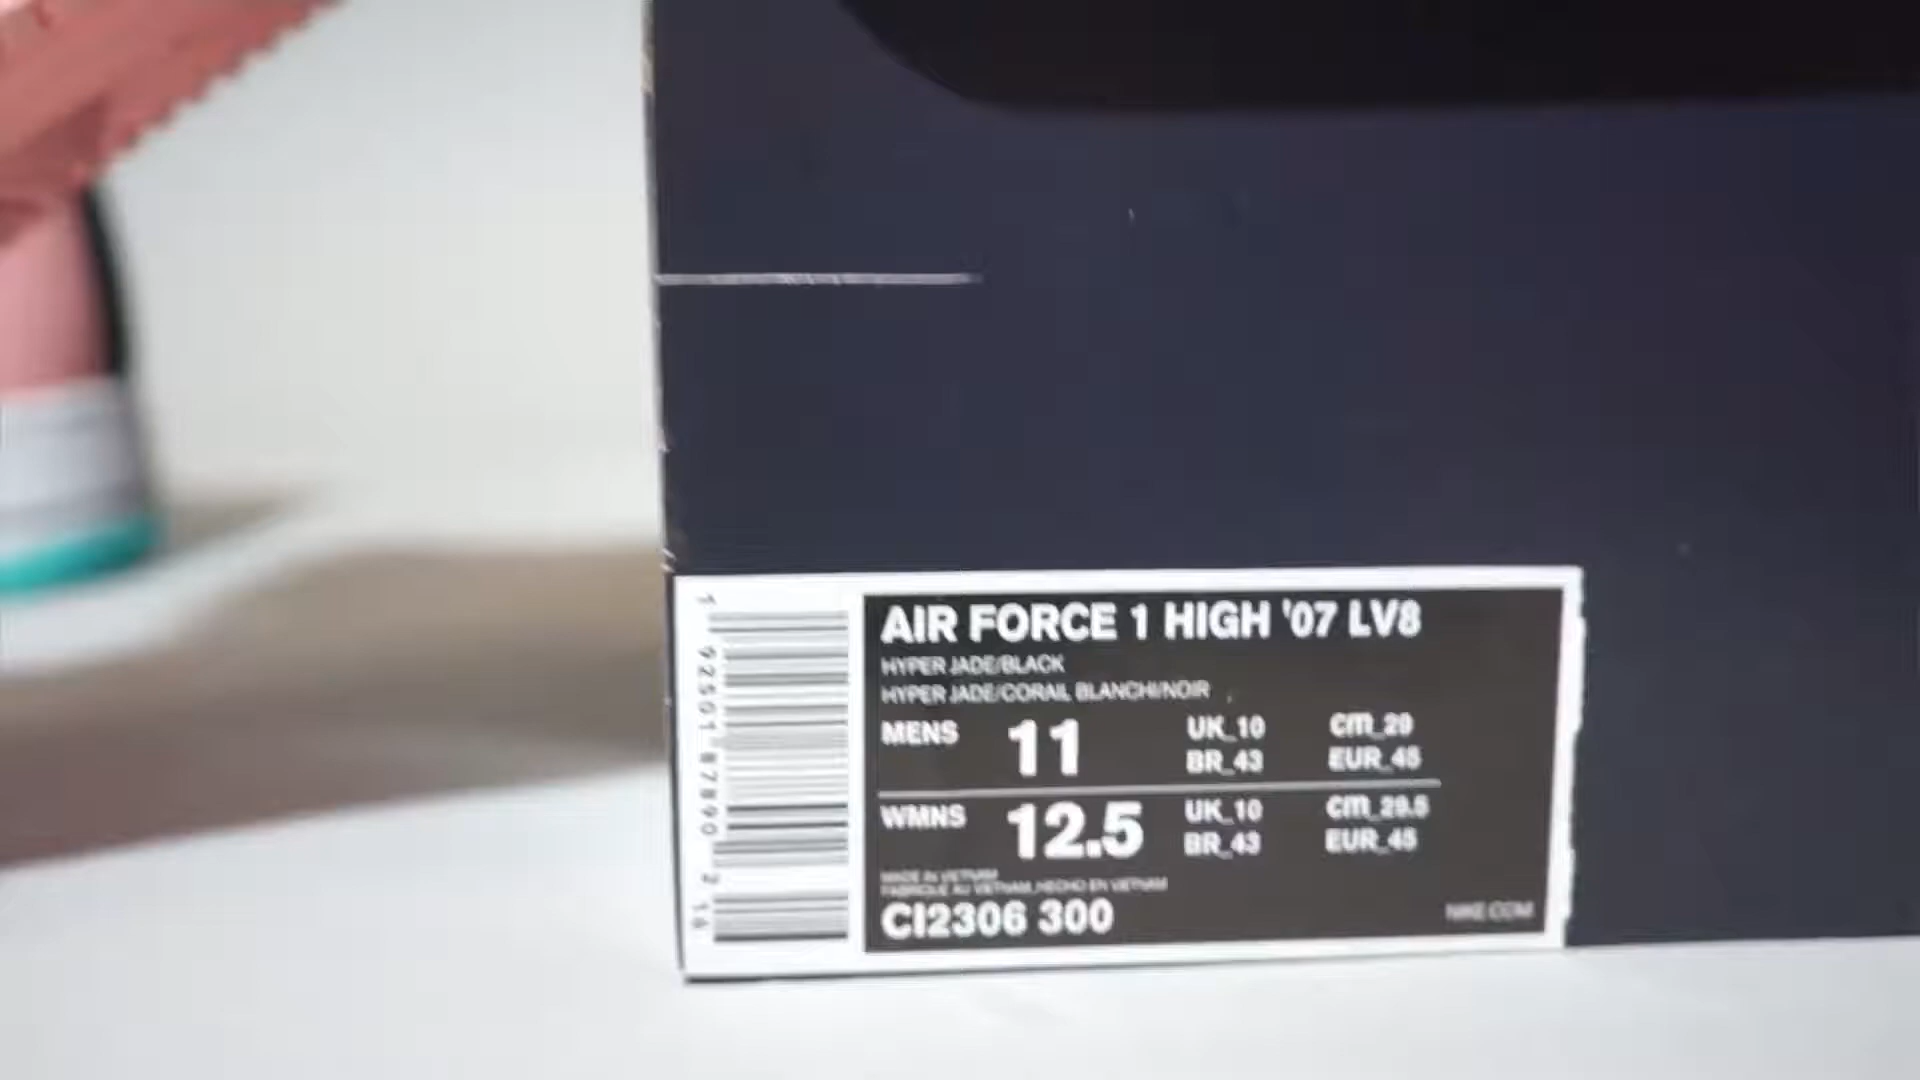 AIR FORCE 1 HIGH '07 LV8
HYPER JADE/BLACK
HYPER JADE/CORAIL BLANCHI/NOIR
MENS 11 UK_10 cm_29
BR_43 EUR_45
WMNS 12.5 UK_10 cm_29.5
BR_43 EUR_45
MADE IN VIETNAM
FABRIQUE AU VIETNAM, HECHO EN VIETNAM
CI2306 300
NIKE.COM